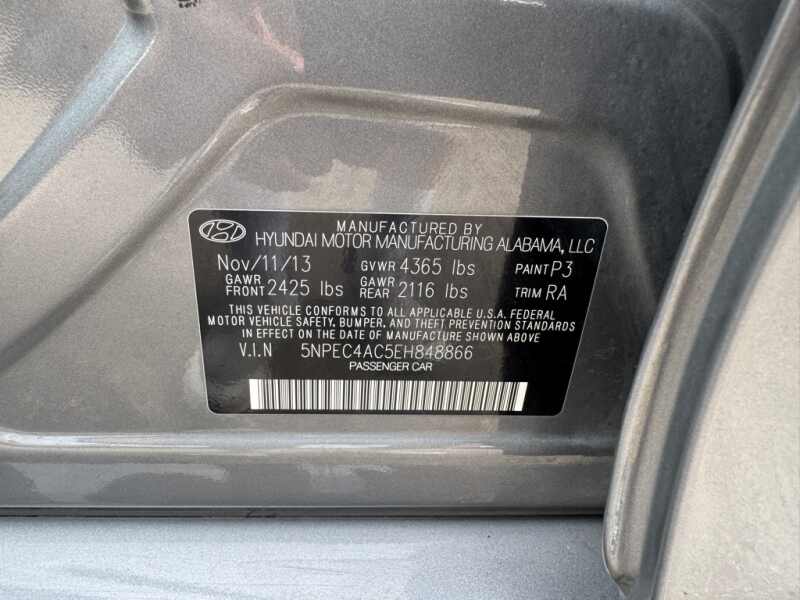 MANUFACTURED BY
HYUNDAI MOTOR MANUFACTURING ALABAMA, LLC
Nov/11/13 GVWR 4365 lbs PAINT P3
GAWR FRONT 2425 lbs GAWR REAR 2116 lbs TRIM RA
THIS VEHICLE CONFORMS TO ALL APPLICABLE U.S.A. FEDERAL
MOTOR VEHICLE SAFETY, BUMPER, AND THEFT PREVENTION STANDARDS
IN EFFECT ON THE DATE OF MANUFACTURE SHOWN ABOVE
V.I.N 5NPEC4AC5EH848866
PASSENGER CAR